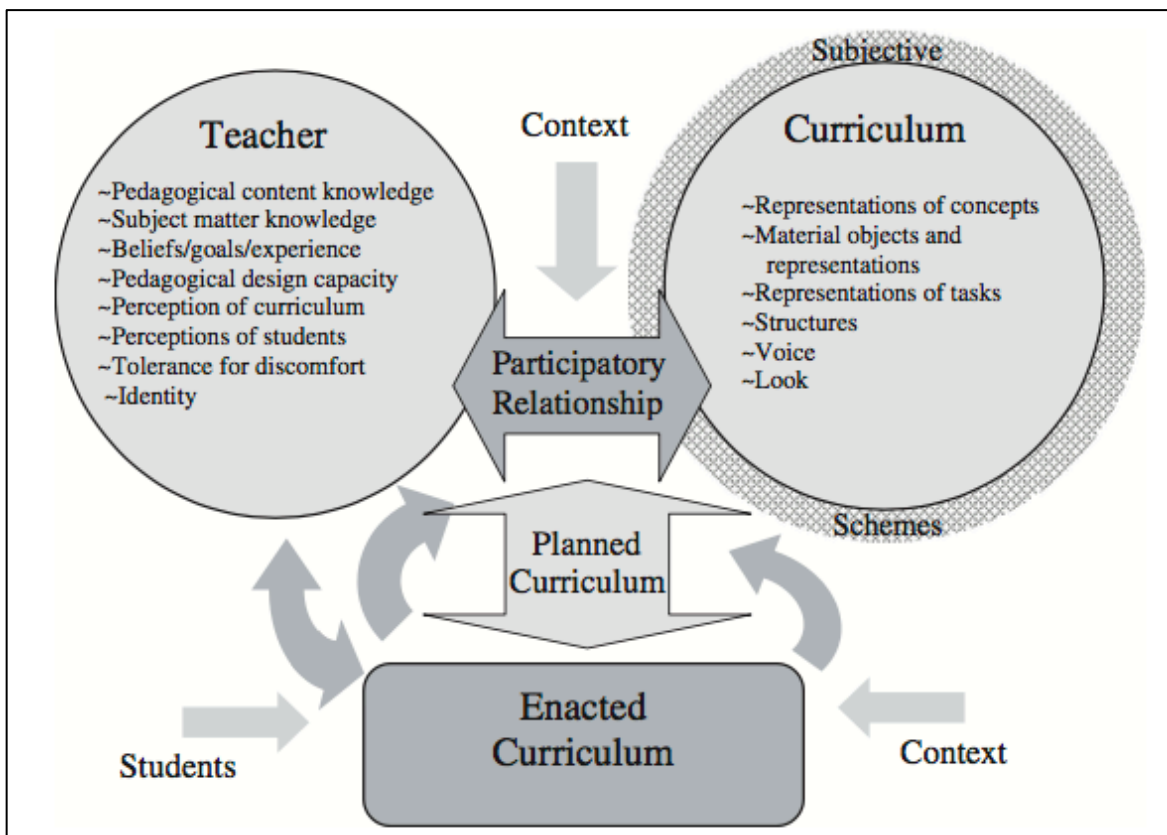 Teacher
~Pedagogical content knowledge
~Subject matter knowledge
~Beliefs/goals/experience
~Pedagogical design capacity
~Perception of curriculum
~Perceptions of students
~Tolerance for discomfort
~Identity
Context
Subjective
Curriculum
~Representations of concepts
~Material objects and
representations
~Representations of tasks
~Structures
~Voice
~Look
Schemes
Participatory
Relationship
Planned
Curriculum
Enacted
Curriculum
Students
Context